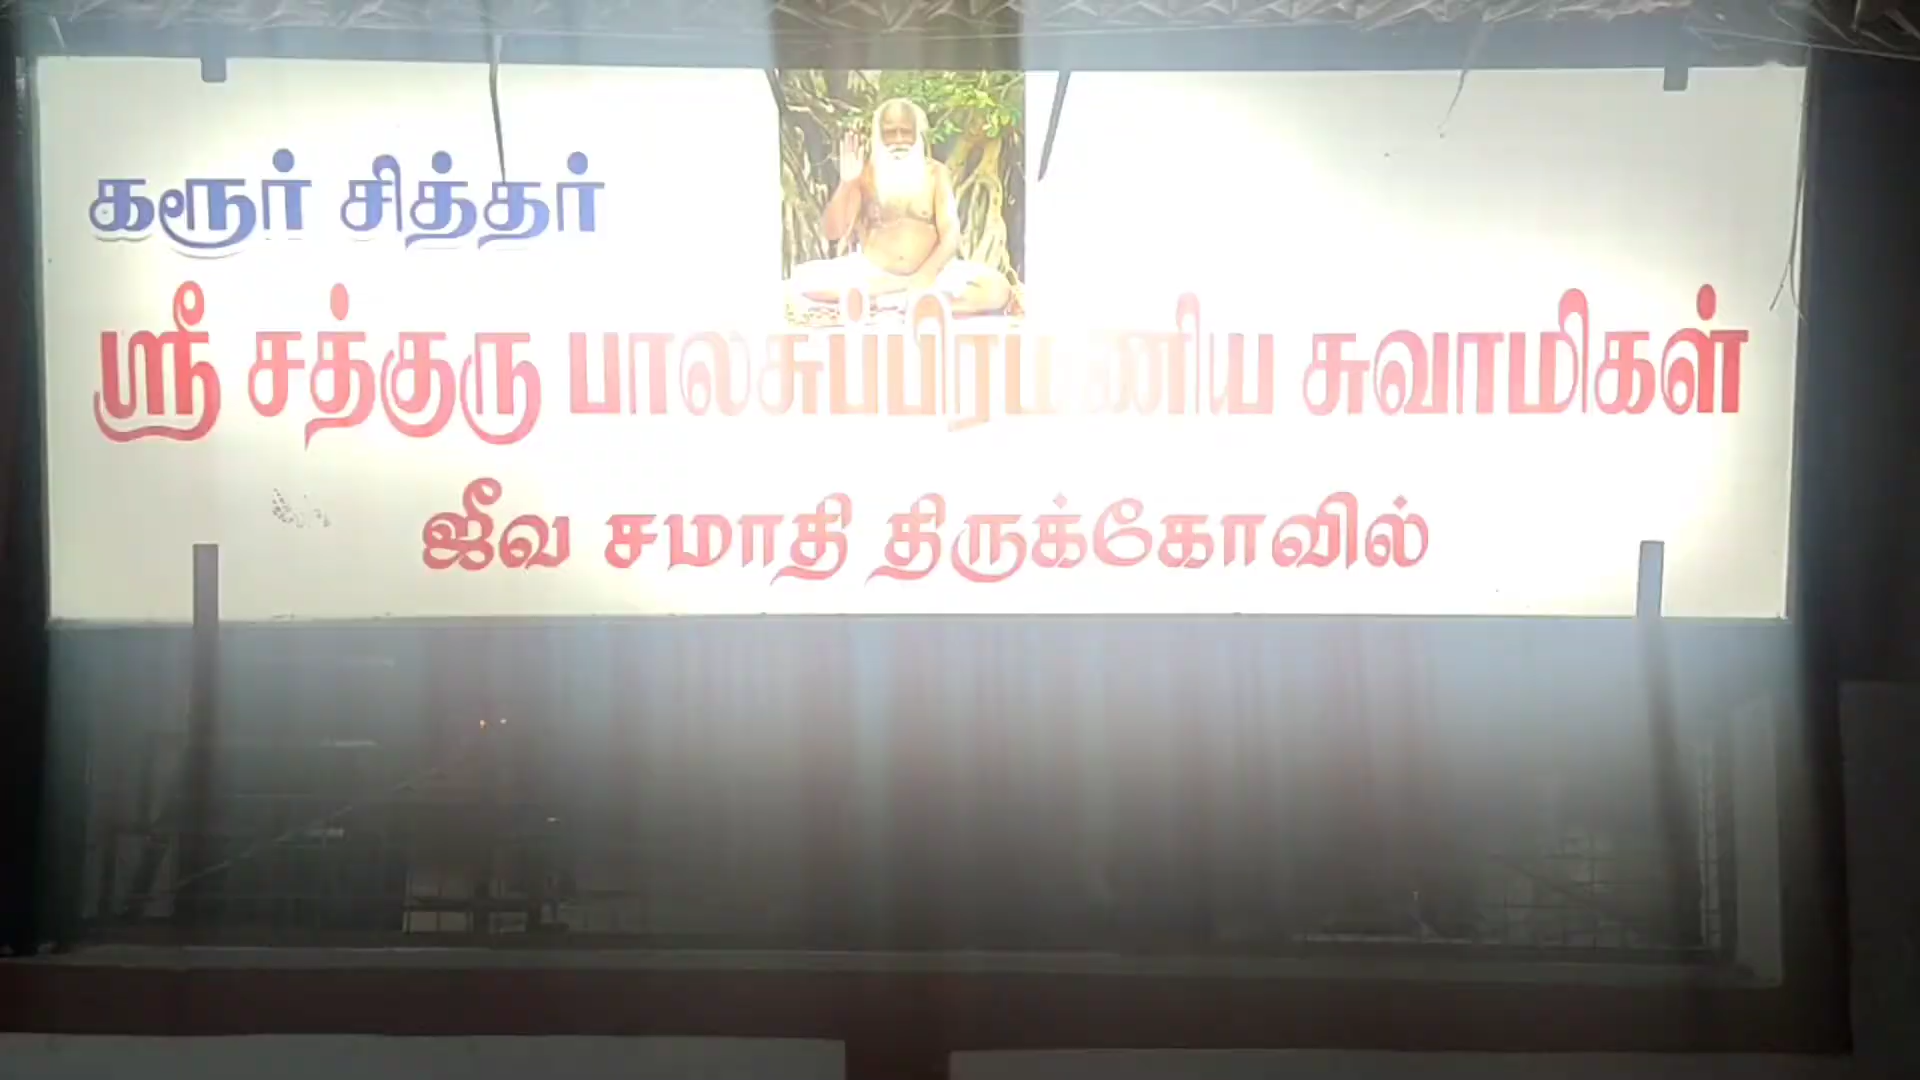 கரூர் சித்தர்
ஸ்ரீ சத்குரு பாலசுப்பிரமணிய சுவாமிகள்
ஜீவ சமாதி திருக்கோவில்